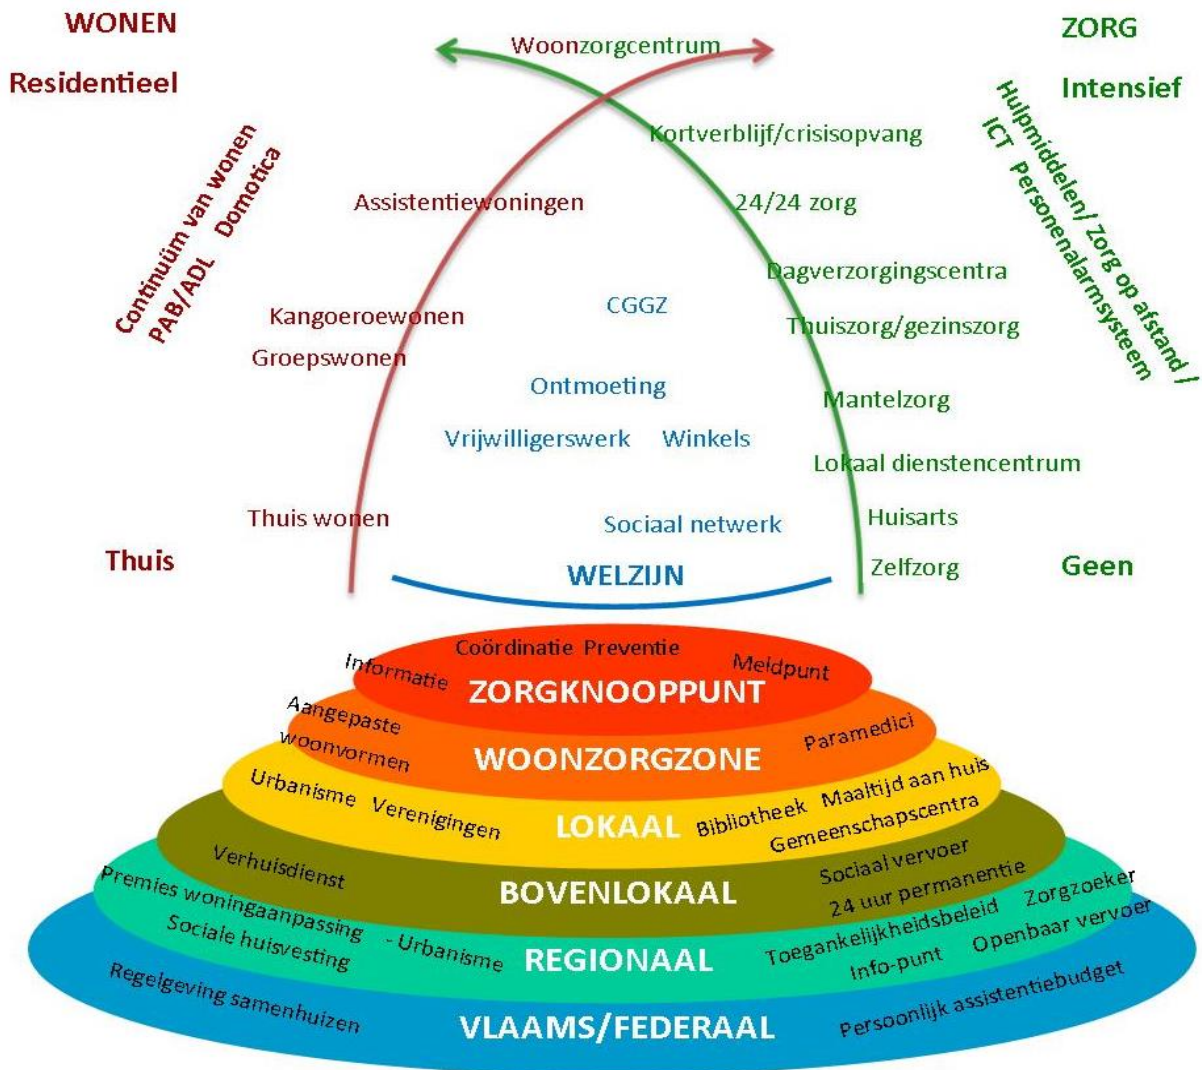 WONEN
Woonzorgcentrum
ZORG
Residentieel
Intensief
Kortverblijf/crisisopvang
Continuüm van wonen
PAB/ADL Domotica
Hulpmiddelen/ Zorg op afstand /
ICT Personenalarmsysteem
Assistentiewoningen
24/24 zorg
Dagverzorgingscentra
CGGZ
Kangoeroewonen
Thuiszorg/gezinszorg
Groepswonen
Ontmoeting
Mantelzorg
Vrijwilligerswerk Winkels
Lokaal dienstencentrum
Thuis wonen
Sociaal netwerk
Huisarts
Thuis
WELZIJN
Zelfzorg
Geen
Coördinatie Preventie
Informatie
Meldpunt
ZORGKNOOPPUNT
Aangepaste
woonvormen
Paramedici
WOONZORGZONE
Urbanisme Verenigingen
Bibliotheek Maaltijd aan huis
Gemeenschapscentra
LOKAAL
Verhuisdienst
Sociaal vervoer
24 uur permanentie
BOVENLOKAAL
Premies woningaanpassing - Urbanisme
Sociale huisvesting
Toegankelijkheidsbeleid Zorgzoeker
Info-punt Openbaar vervoer
REGIONAAL
Regelgeving samenhuizen
Persoonlijk assistentiebudget
VLAAMS/FEDERAAL